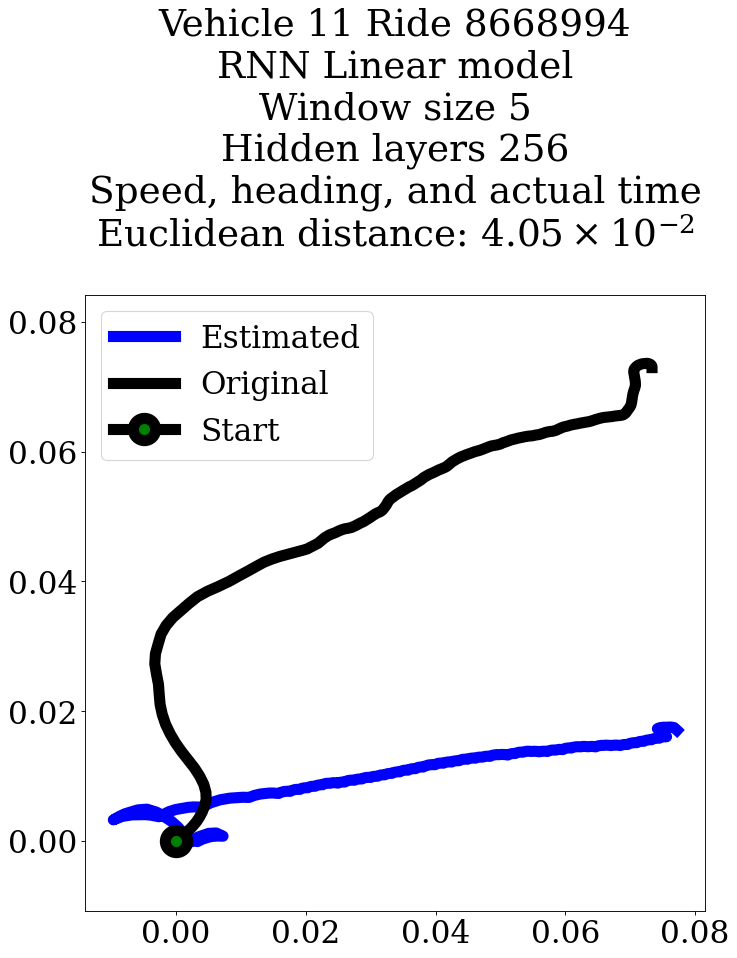 Vehicle 11 Ride 8668994
RNN Linear model
Window size 5
Hidden layers 256
Speed, heading, and actual time
Euclidean distance: 4.05 × 10⁻²
Estimated
Original
Start
0.08
0.06
0.04
0.02
0.00
0.00 0.02 0.04 0.06 0.08